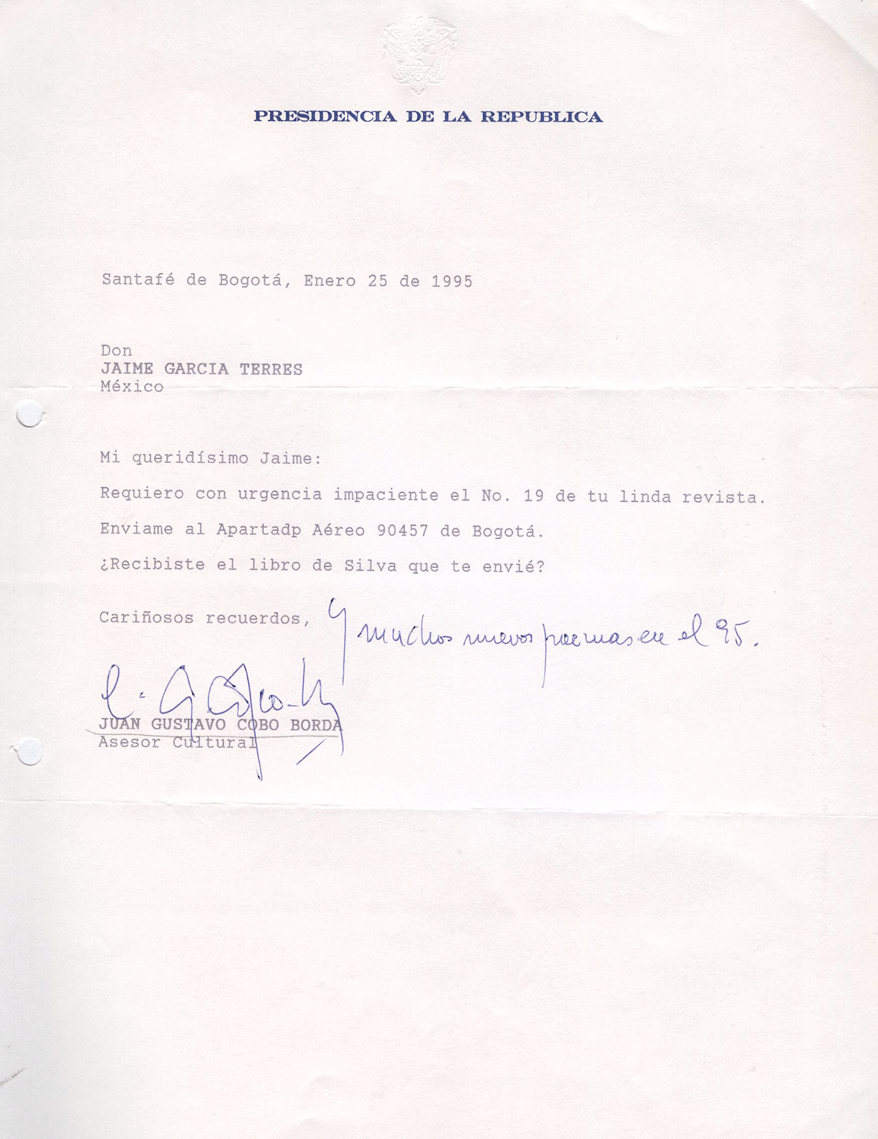 PRESIDENCIA DE LA REPUBLICA
Santafé de Bogotá, Enero 25 de 1995
Don
JAIME GARCIA TERRES
México
Mi queridísimo Jaime:
Requiero con urgencia impaciente el No. 19 de tu linda revista.
Enviame al Apartadp Aéreo 90457 de Bogotá.
¿Recibiste el libro de Silva que te envié?
Cariñosos recuerdos, y muchos nuevos poemas en el 95.
JUAN GUSTAVO COBO BORDA
Asesor Cultural